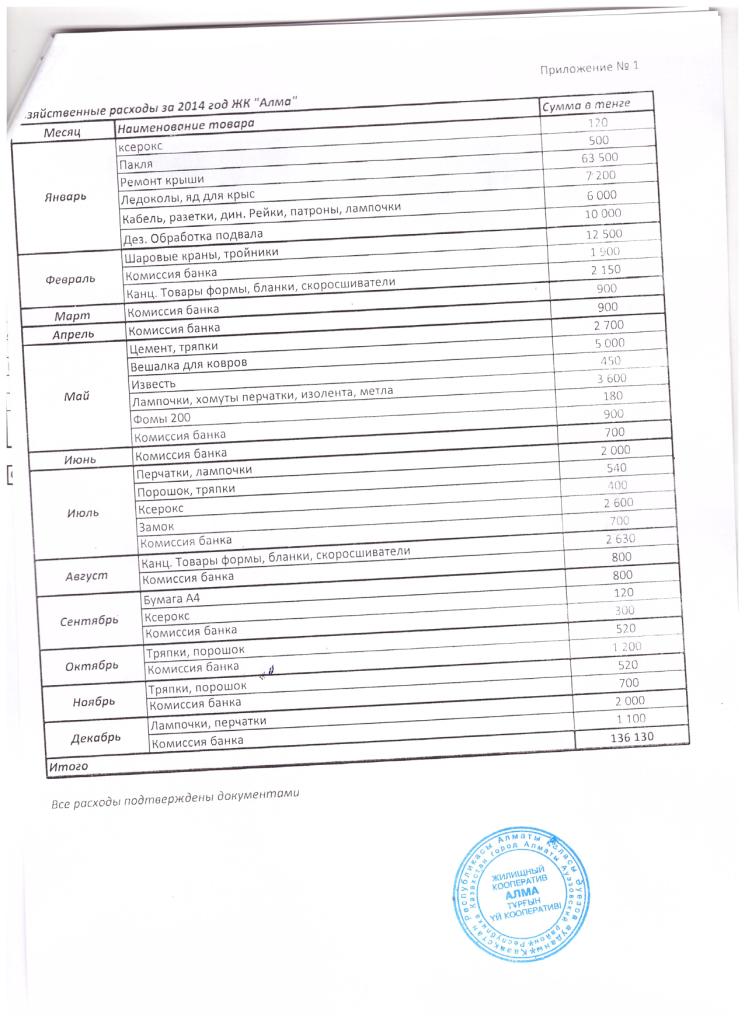 Приложение № 1
зяйственные расходы за 2014 год ЖК "Алма"
Месяц Наименование товара Сумма в тенге
Январь
ксерокс 120
Пакля 500
Ремонт крыши 63 500
Ледоколы, яд для крыс 7 200
Кабель, разетки, дин. Рейки, патроны, лампочки 6 000
Дез. Обработка подвала 10 000
Февраль
Шаровые краны, тройники 12 500
Комиссия банка 1 900
Канц. Товары формы, бланки, скоросшиватели 2 150
Март Комиссия банка 900
Апрель Комиссия банка 900
Май
Цемент, тряпки 2 700
Вешалка для ковров 5 000
Известь 450
Лампочки, хомуты перчатки, изолента, метла 3 600
Фомы 200 180
Комиссия банка 900
Июнь Комиссия банка 700
Июль
Перчатки, лампочки 2 000
Порошок, тряпки 540
Ксерокс 400
Замок 2 600
Комиссия банка 700
Август
Канц. Товары формы, бланки, скоросшиватели 2 630
Комиссия банка 800
Сентябрь
Бумага А4 800
Ксерокс 120
Комиссия банка 300
Октябрь
Тряпки, порошок 520
Комиссия банка 1 200
Ноябрь
Тряпки, порошок 520
Комиссия банка 700
Декабрь
Лампочки, перчатки 2 000
Комиссия банка 1 100
Итого 136 130
Все расходы подтверждены документами
Қазақстан Республикасы Алматы қаласы Әуезов ауданы
Республика Казахстан город Алматы Ауэзовский район
ЖИЛИЩНЫЙ
КООПЕРАТИВ
АЛМА
ТҰРҒЫН
ҮЙ КООПЕРАТИВІ